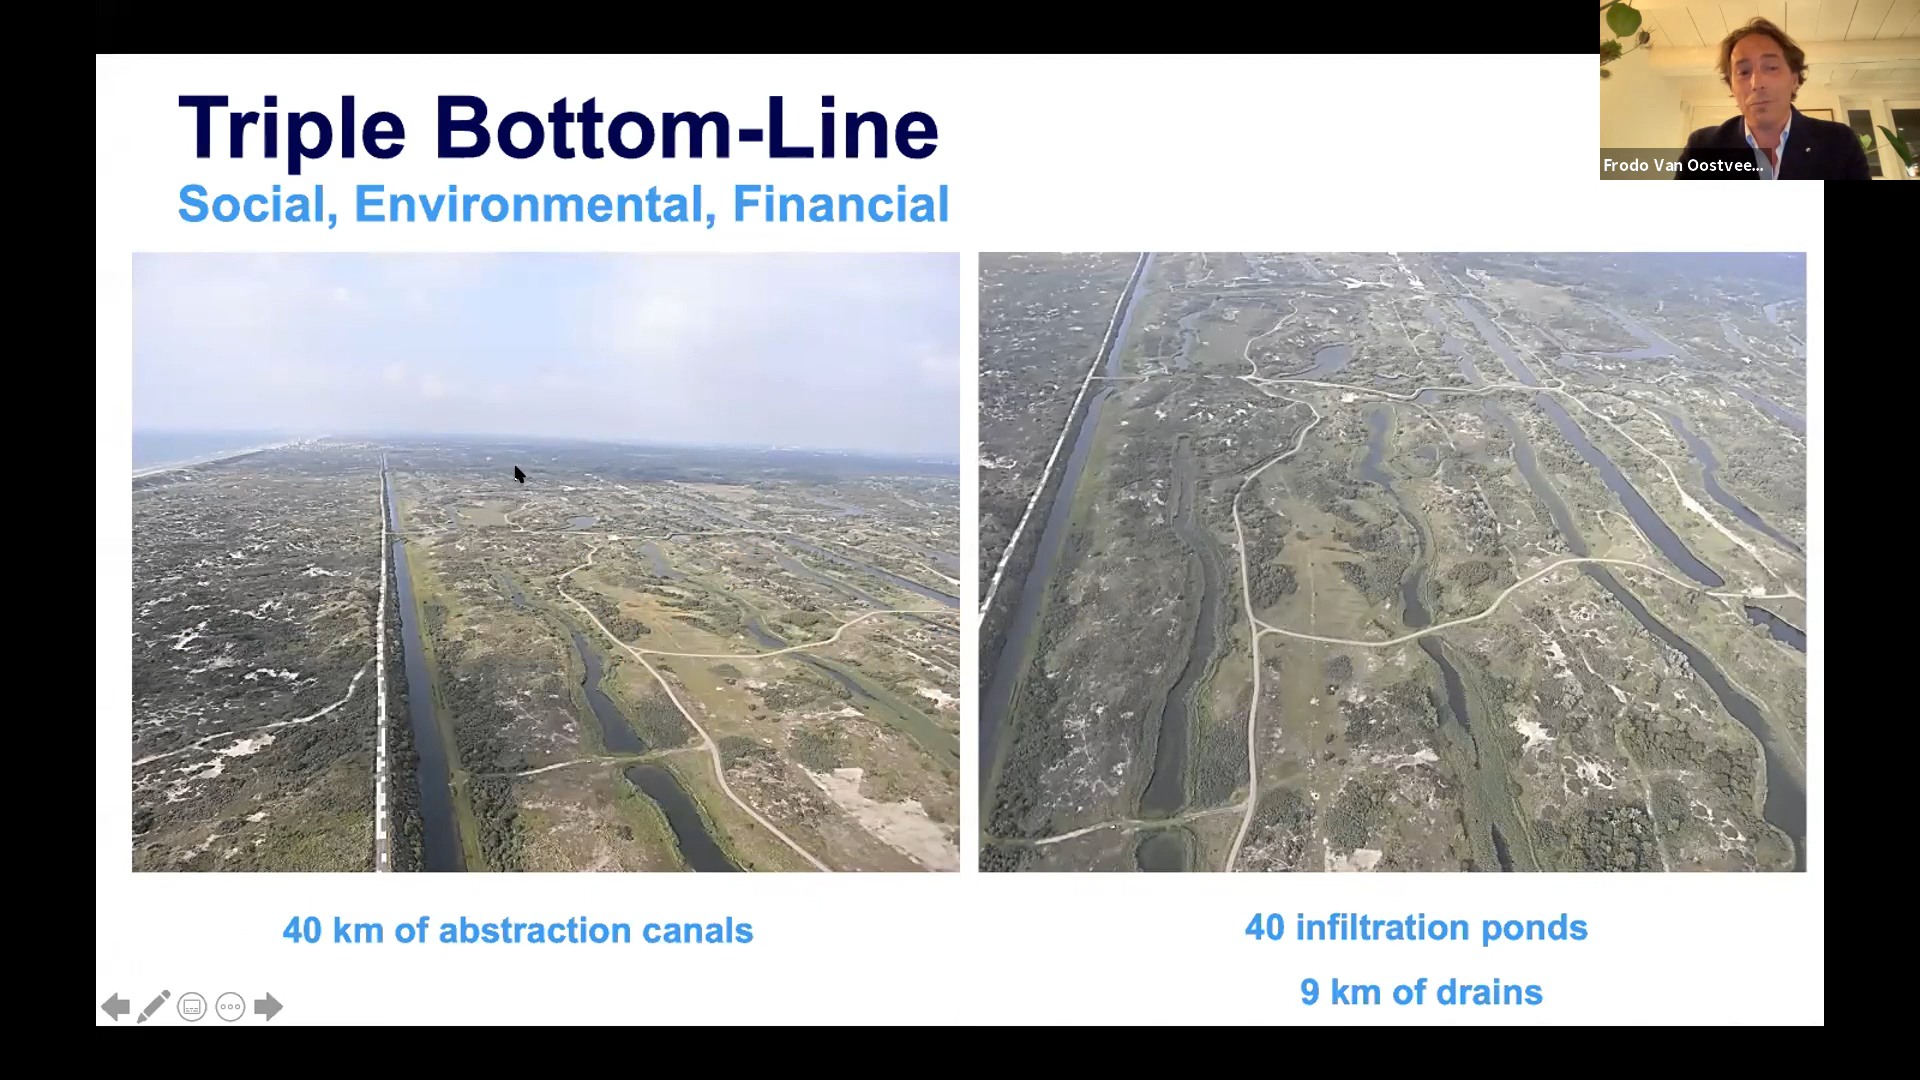 Triple Bottom-Line
Social, Environmental, Financial
Frodo Van Oostvee...
40 km of abstraction canals
40 infiltration ponds
9 km of drains